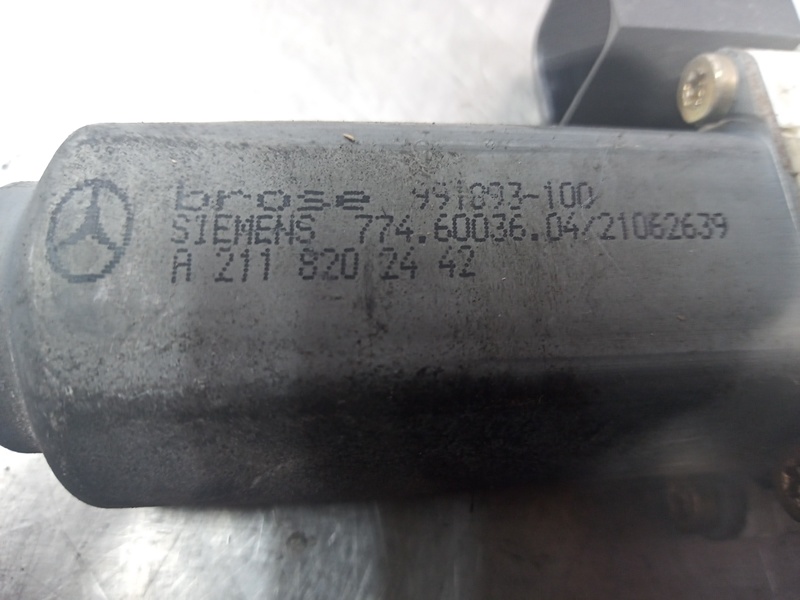 brose 991893-100
SIEMENS 774.60036.04/21062639
A 211 820 24 42